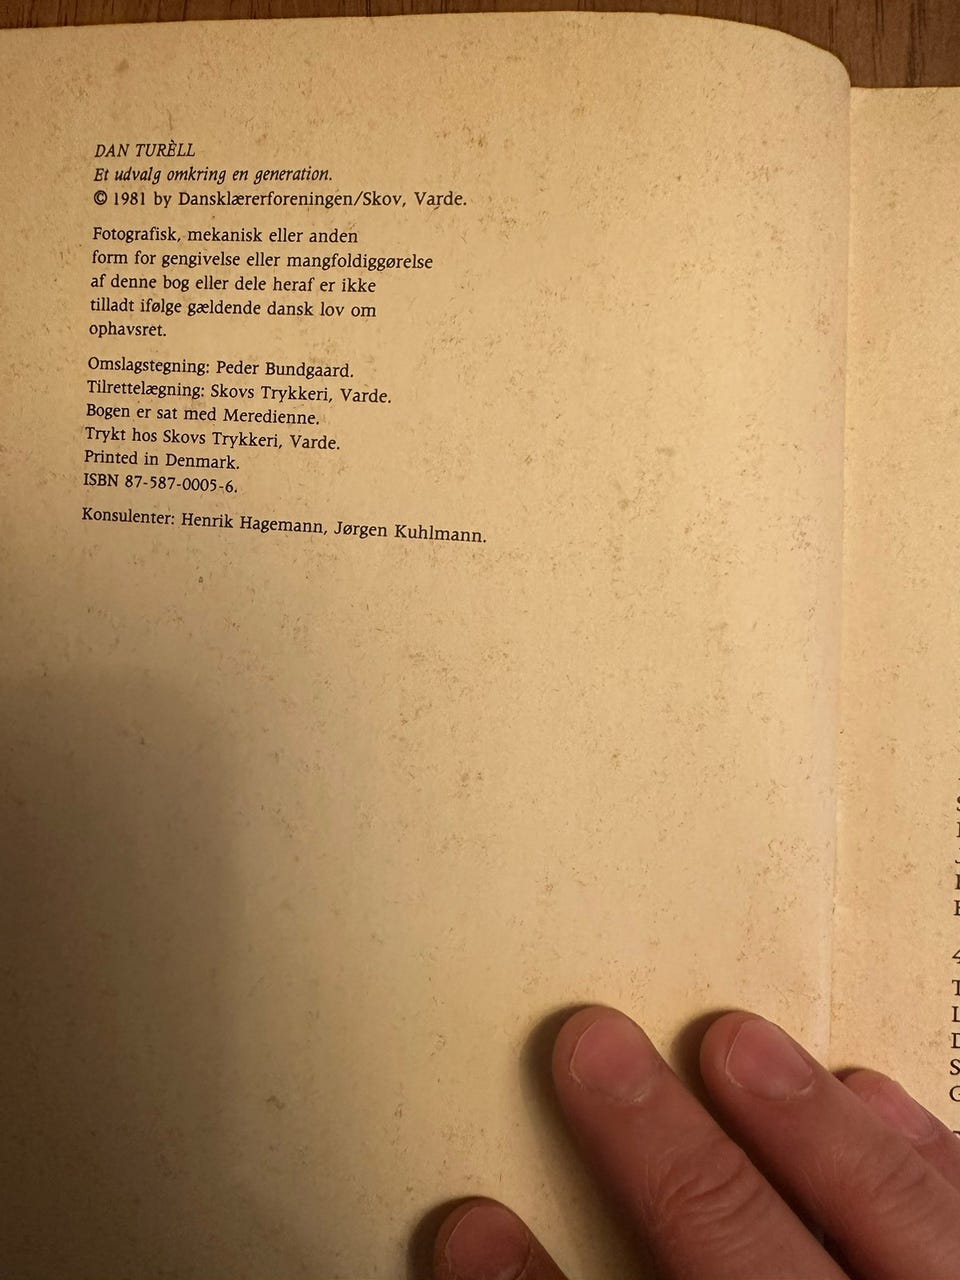 DAN TURÈLL
Et udvalg omkring en generation.
© 1981 by Dansklærerforeningen/Skov, Varde.
Fotografisk, mekanisk eller anden
form for gengivelse eller mangfoldiggørelse
af denne bog eller dele heraf er ikke
tilladt ifølge gældende dansk lov om
ophavsret.
Omslagstegning: Peder Bundgaard.
Tilrettelægning: Skovs Trykkeri, Varde.
Bogen er sat med Meredienne.
Trykt hos Skovs Trykkeri, Varde.
Printed in Denmark.
ISBN 87-587-0005-6.
Konsulenter: Henrik Hagemann, Jørgen Kuhlmann.